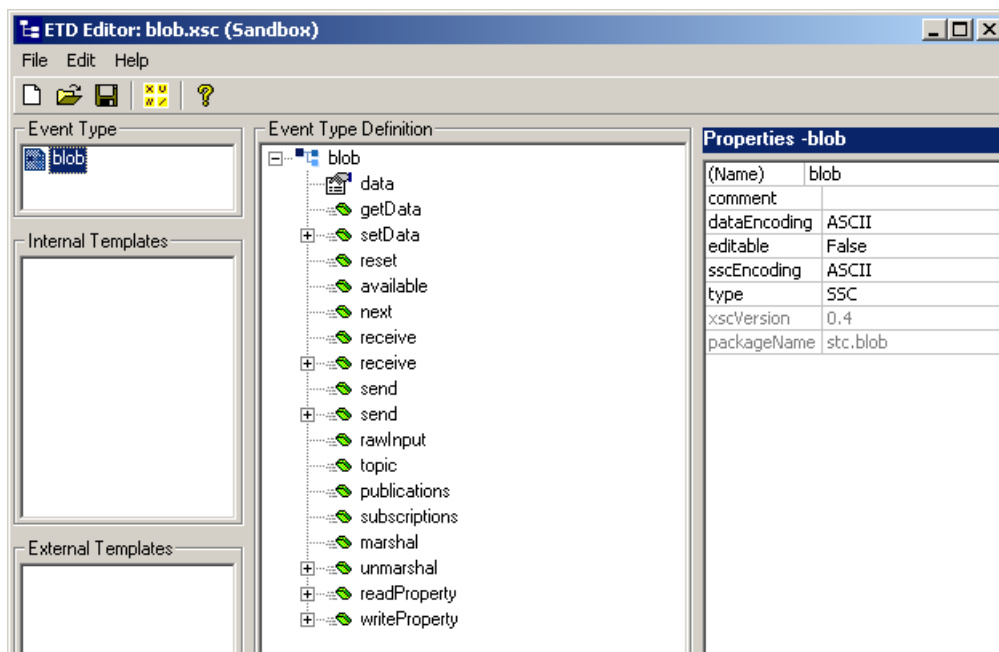 ETD Editor: blob.xsc (Sandbox)
File Edit Help
Event Type
blob
Internal Templates
External Templates
Event Type Definition
blob
data
getData
setData
reset
available
next
receive
receive
send
send
rawInput
topic
publications
subscriptions
marshal
unmarshal
readProperty
writeProperty
Properties -blob
(Name) blob
comment
dataEncoding ASCII
editable False
sscEncoding ASCII
type SSC
xscVersion 0.4
packageName stc.blob